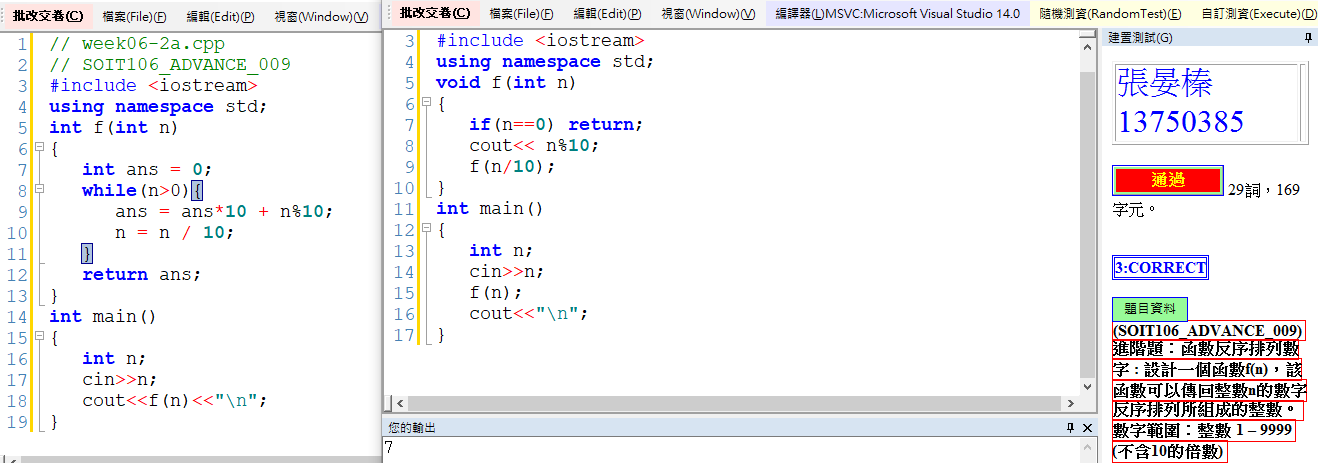 批改交卷(C) 檔案(File)(F) 編輯(Edit)(P) 視窗(Window)(V)
1 // week06-2a.cpp
2 // SOIT106_ADVANCE_009
3 #include <iostream>
4 using namespace std;
5 int f(int n)
6 {
7 int ans = 0;
8 while(n>0){
9 ans = ans*10 + n%10;
10 n = n / 10;
11 }
12 return ans;
13 }
14 int main()
15 {
16 int n;
17 cin>>n;
18 cout<<f(n)<<"\n";
19 }
批改交卷(C) 檔案(File)(F) 編輯(Edit)(P) 視窗(Window)(V) 編譯器(L)MSVC:Microsoft Visual Studio 14.0 隨機測資(RandomTest)(E) 自訂測資(Execute)(D)
3 #include <iostream>
4 using namespace std;
5 void f(int n)
6 {
7 if(n==0) return;
8 cout<< n%10;
9 f(n/10);
10 }
11 int main()
12 {
13 int n;
14 cin>>n;
15 f(n);
16 cout<<"\n";
17 }
您的輸出
7
建置測試(G)
張晏榛
13750385
通過 29詞，169
字元。
3:CORRECT
題目資料
(SOIT106_ADVANCE_009)
進階題：函數反序排列數
字 : 設計一個函數f(n)，該
函數可以傳回整數n的數字
反序排列所組成的整數。
數字範圍：整數 1 – 9999
(不含10的倍數)